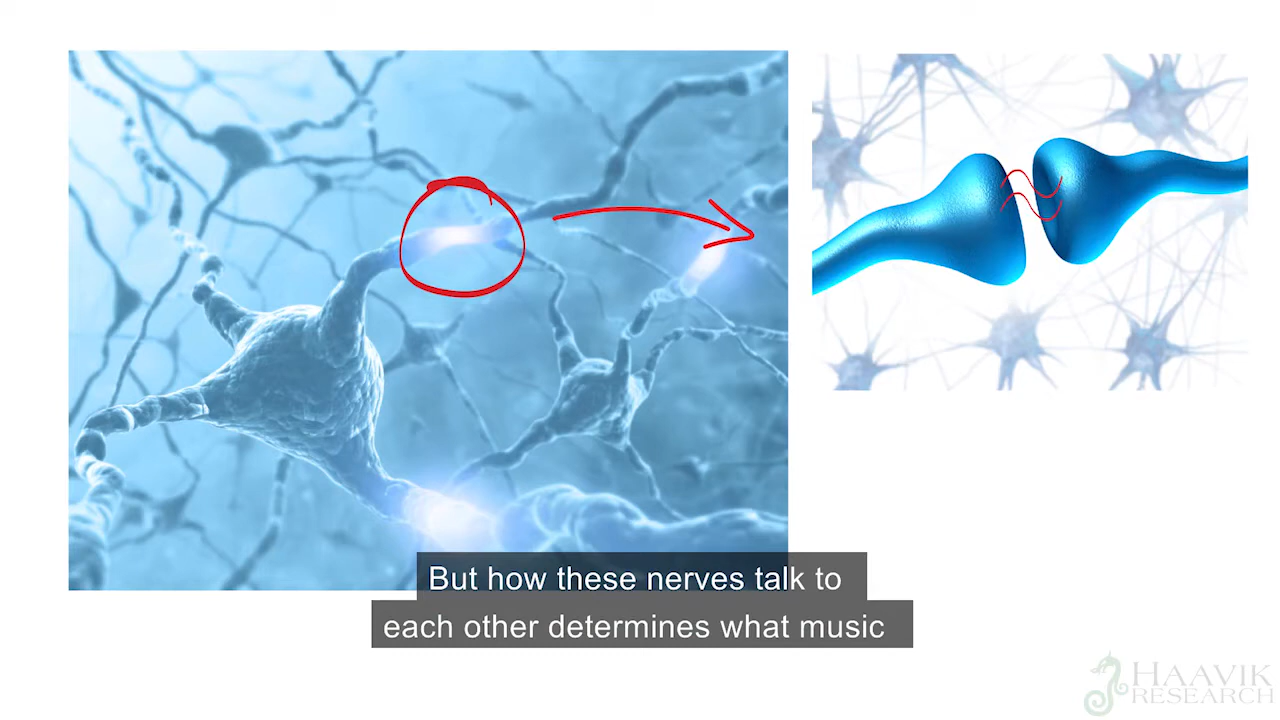 But how these nerves talk to
each other determines what music
HAAVIK
RESEARCH